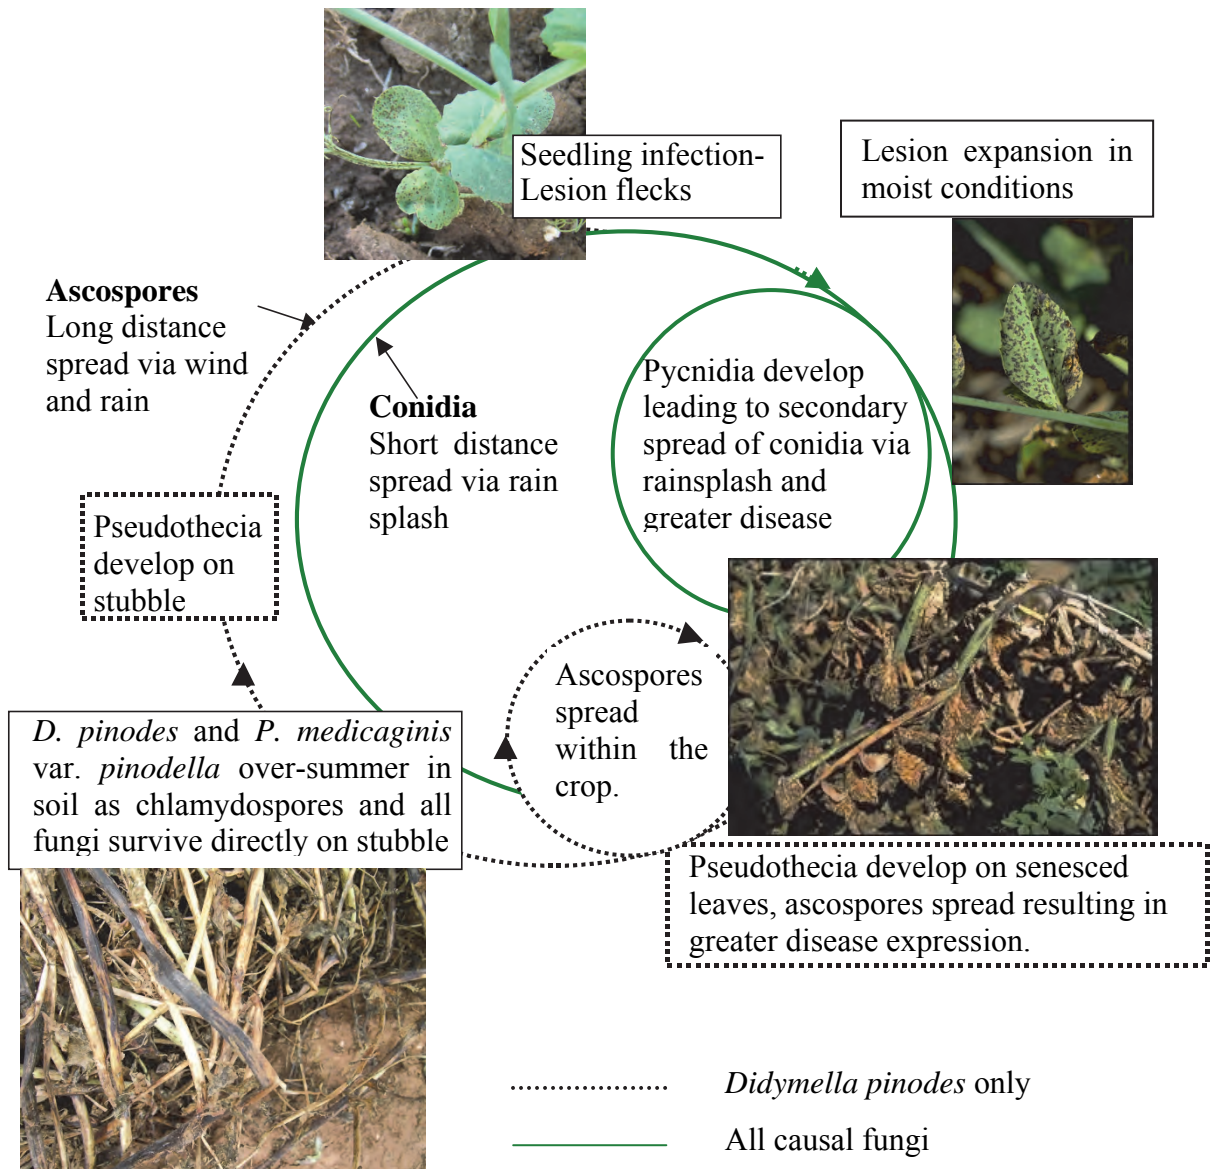 Seedling infection-
Lesion flecks
Lesion expansion in
moist conditions
Ascospores
Long distance
spread via wind
and rain
Conidia
Short distance
spread via rain
splash
Pycnidia develop
leading to secondary
spread of conidia via
rainsplash and
greater disease
Pseudothecia
develop on
stubble
Ascospores
spread
within the
crop.
D. pinodes and P. medicaginis
var. pinodella over-summer in
soil as chlamydospores and all
fungi survive directly on stubble
Pseudothecia develop on senesced
leaves, ascospores spread resulting in
greater disease expression.
Didymella pinodes only
All causal fungi